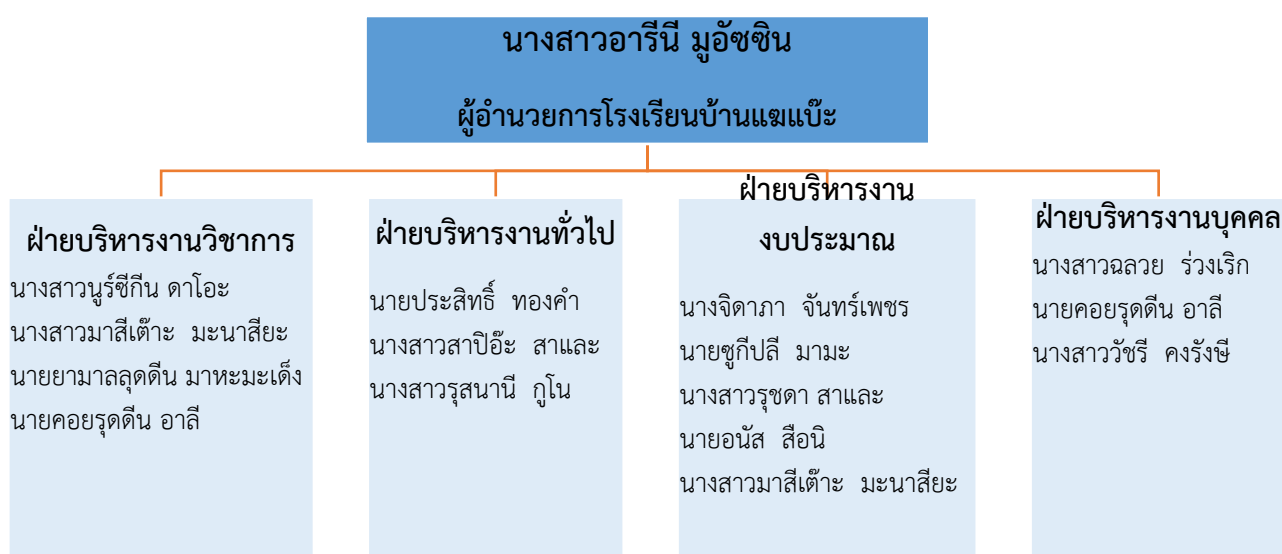 นางสาวอารีนี มูอัซซิน
ผู้อำนวยการโรงเรียนบ้านแฆแบ๊ะ
ฝ่ายบริหารงานวิชาการ
นางสาวนูร์ซีกีน ดาโอะ
นางสาวมาสีเต๊าะ มะนาสียะ
นายยามาลลุดดีน มาหะมะเด็ง
นายคอยรุดดีน อาลี
ฝ่ายบริหารงานทั่วไป
นายประสิทธิ์ ทองคำ
นางสาวสาปิอ๊ะ สาและ
นางสาวรุสนานี กูโน
ฝ่ายบริหารงาน
งบประมาณ
นางจิดาภา จันทร์เพชร
นายซูกีปลี มามะ
นางสาวรุชดา สาและ
นายอนัส สือนิ
นางสาวมาสีเต๊าะ มะนาสียะ
ฝ่ายบริหารงานบุคคล
นางสาวฉลวย ร่วงเริก
นายคอยรุดดีน อาลี
นางสาววัชรี คงรังษี